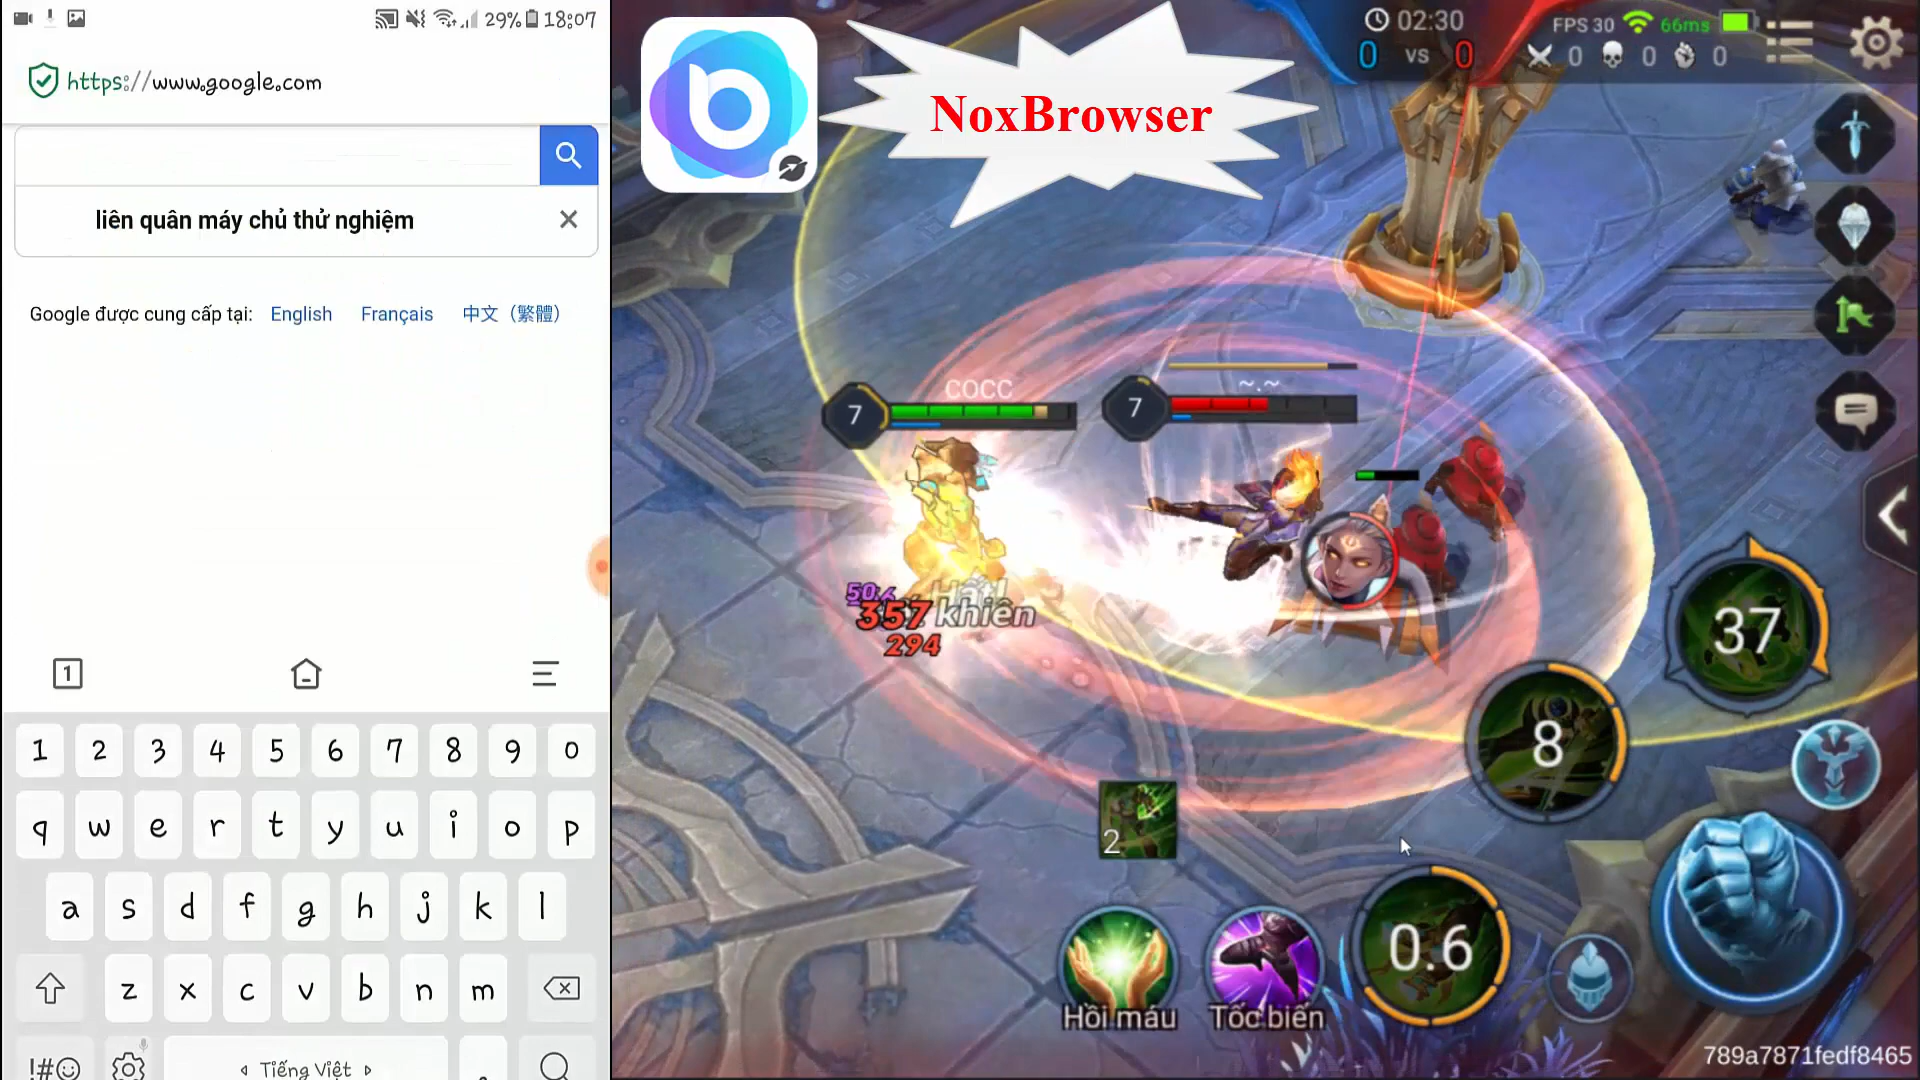 29% 18:07
https://www.google.com
liên quân máy chủ thử nghiệm
Google được cung cấp tại: English Français 中文（繁體）
1
1 2 3 4 5 6 7 8 9 0
q w e r t y u i o p
a s d f g h j k l
z x c v b n m
!#☺
Tiếng Việt
b
NoxBrowser
02:30
0 VS 0
FPS 30 66ms
0 0 0
COCC
7
~.~
7
50
Hất!
357 khiên
294
37
8
2
0.6
Hồi máu
Tốc biến
789a7871fedf8465